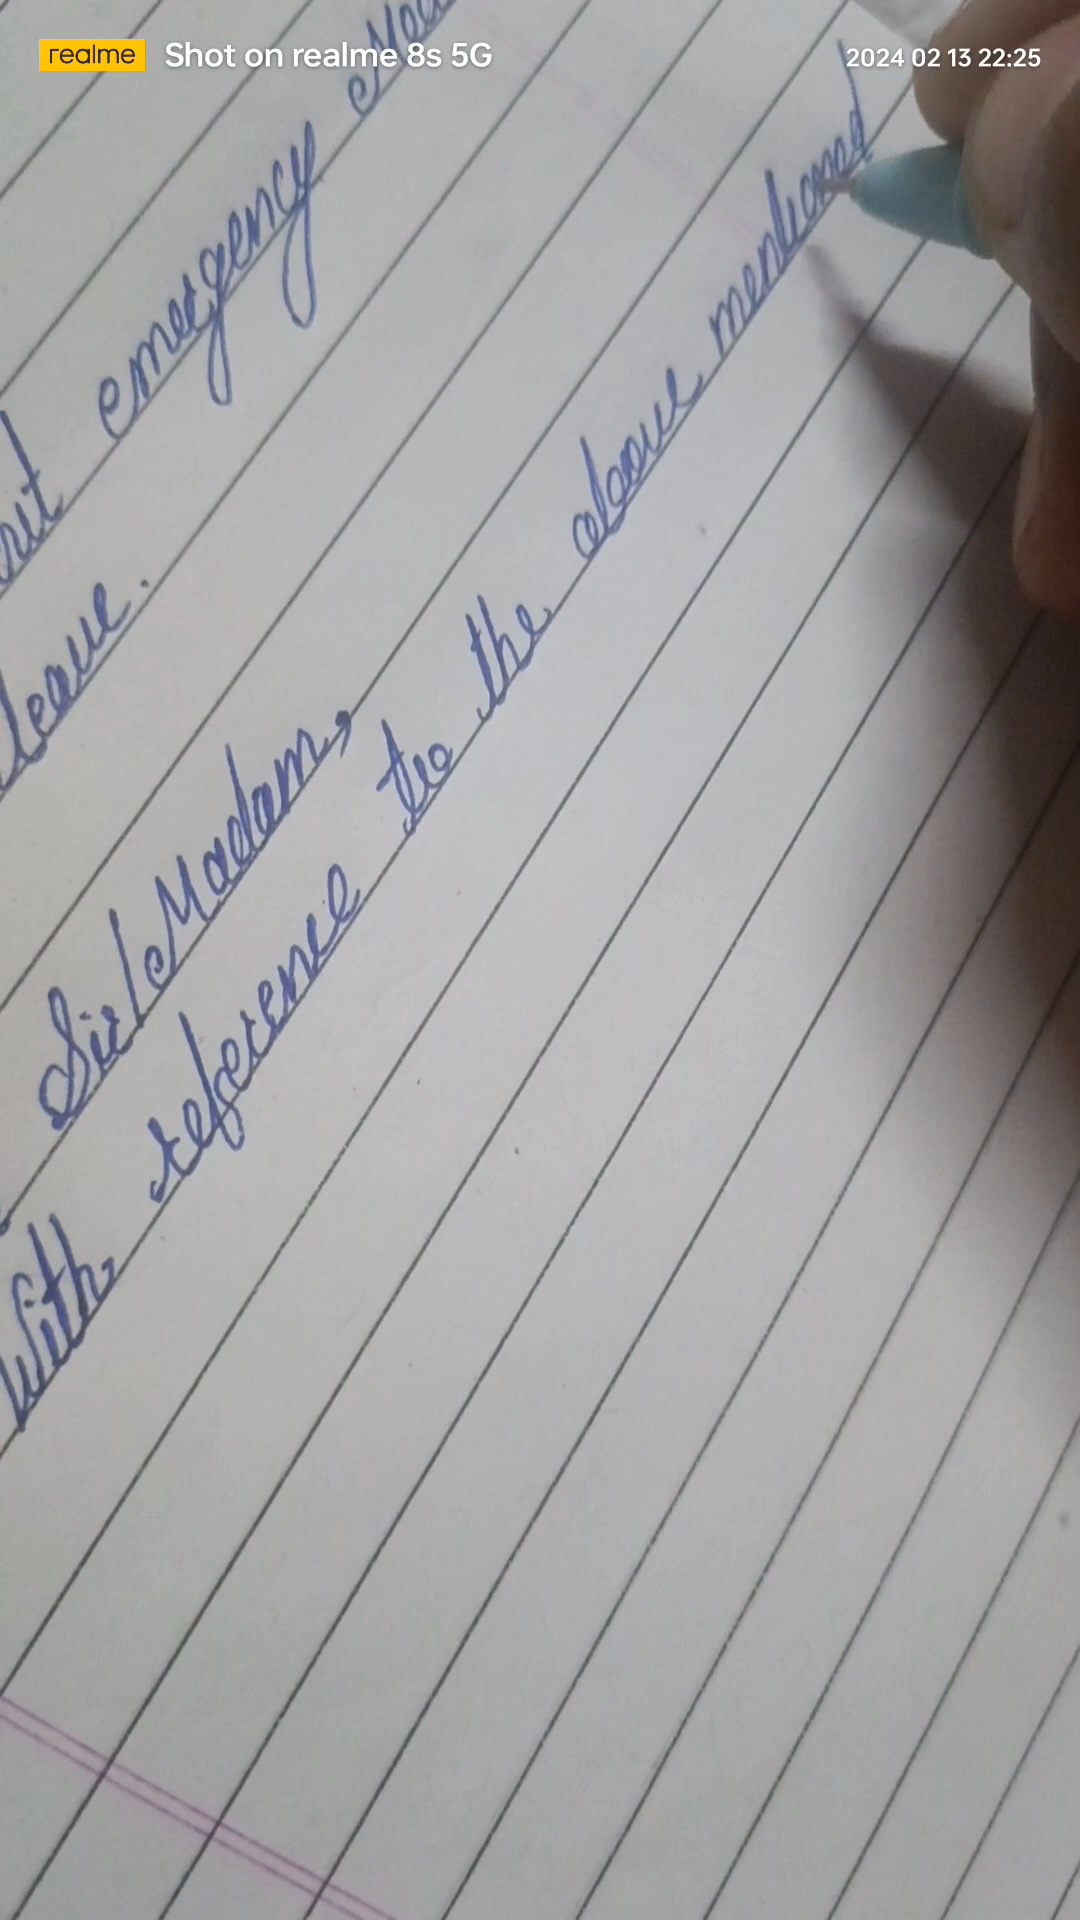 realme Shot on realme 8s 5G
2024 02 13 22:25
emergency
leave.
Sir/Madam,
With reference to the above mentioned